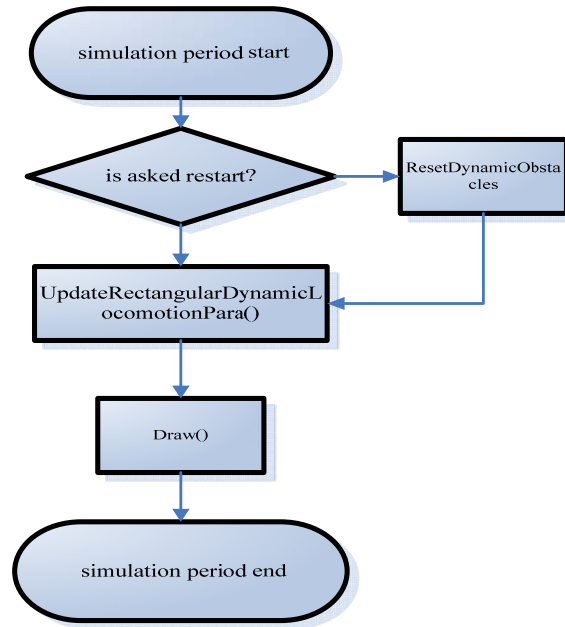 simulation period start
is asked restart?
ResetDynamicObsta
cles
UpdateRectangularDynamicL
ocomotionPara()
Draw()
simulation period end